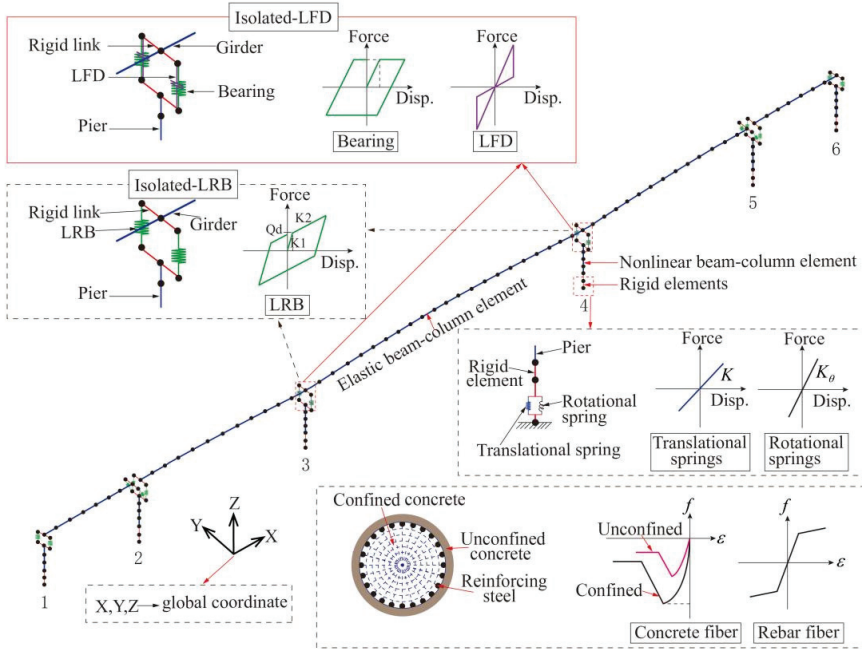 Isolated-LFD
Rigid link
Girder
LFD
Bearing
Pier
Force
Disp.
Bearing
Force
Disp.
LFD
Isolated-LRB
Rigid link
Girder
LRB
Pier
Force
Qd
K2
K1
Disp.
LRB
Elastic beam-column element
6
5
Nonlinear beam-column element
Rigid elements
4
3
2
1
Pier
Rigid
element
Rotational
spring
Translational spring
Force
K
Disp.
Translational
springs
Force
Kθ
Disp.
Rotational
springs
Z
Y
X
X,Y,Z
global coordinate
Confined concrete
Unconfined
concrete
Reinforcing
steel
f
ε
Unconfined
Confined
Concrete fiber
f
ε
Rebar fiber